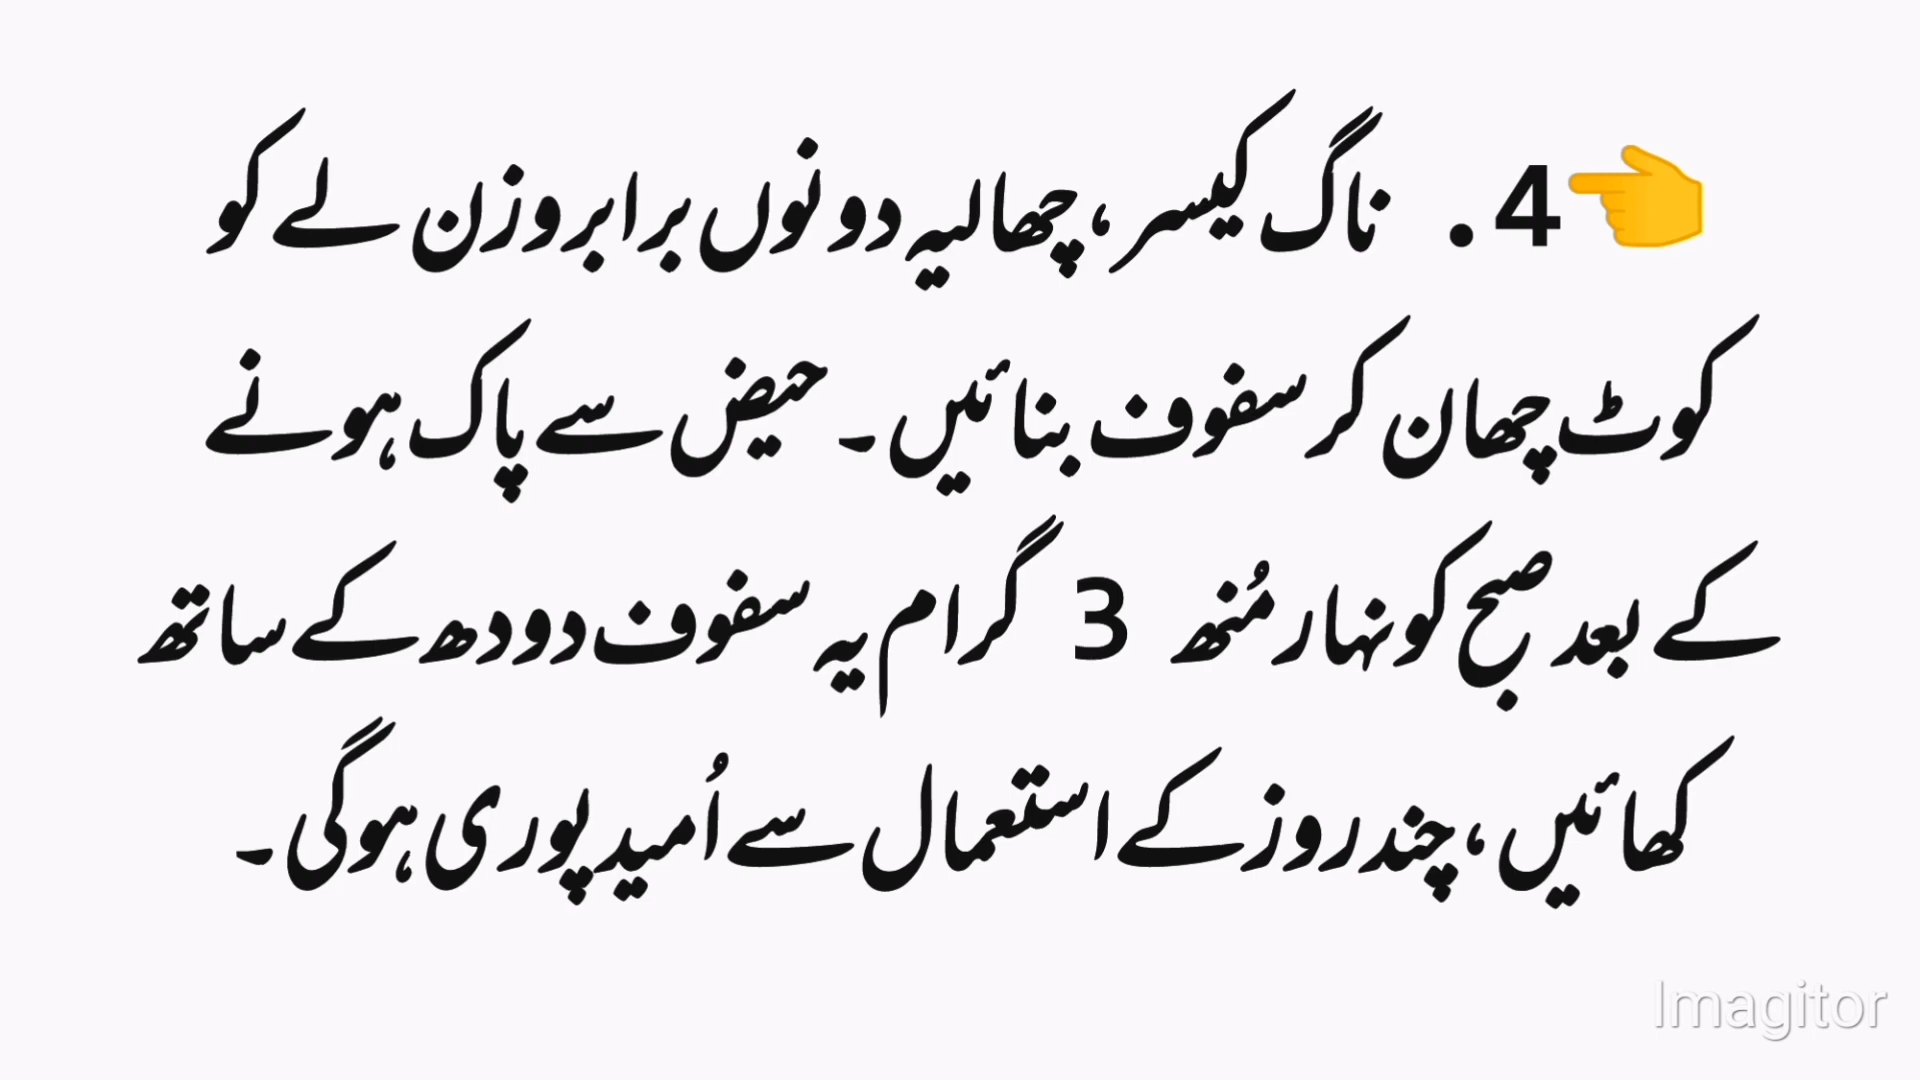 👈4. ناگ کیسر، چھالیہ دونوں برابر وزن لے کو
کوٹ چھان کر سفوف بنائیں۔ حیض سے پاک ہونے
کے بعد صبح کو نہار مُنھ 3 گرام یہ سفوف دودھ کے ساتھ
کھائیں، چند روز کے استعمال سے اُمید پوری ہوگی۔
Imagitor